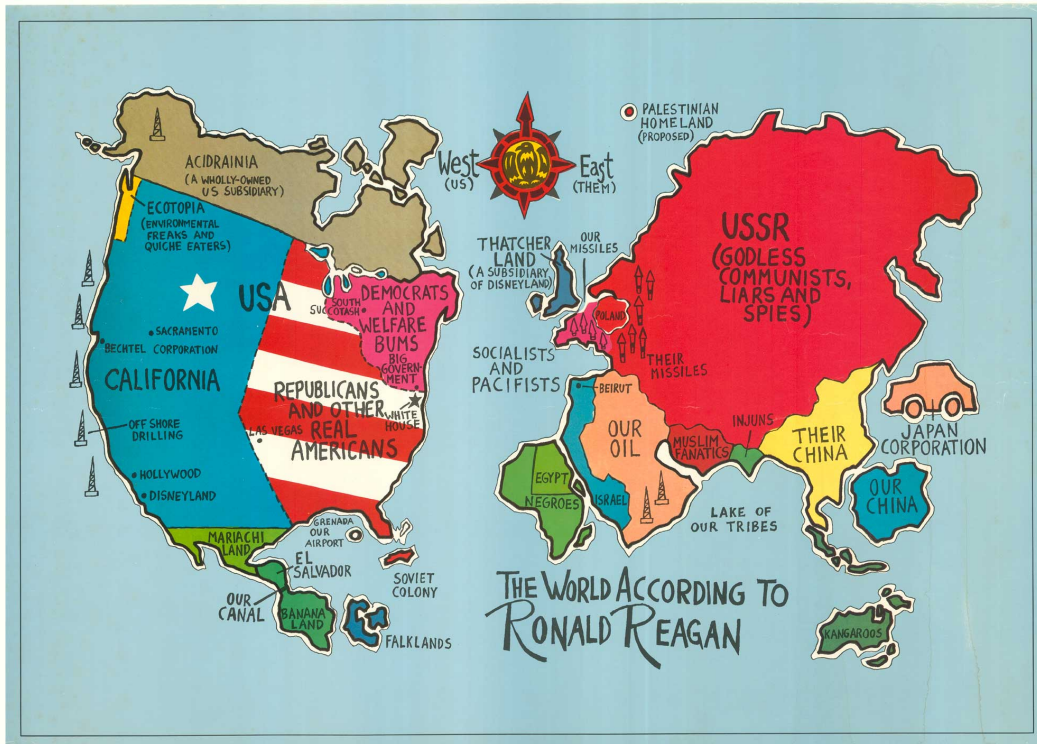 ACIDRAINIA
(A WHOLLY-OWNED
US SUBSIDIARY)
ECOTOPIA
(ENVIRONMENTAL
FREAKS AND
QUICHE EATERS)
USA
SACRAMENTO
BECHTEL CORPORATION
CALIFORNIA
OFF SHORE
DRILLING
HOLLYWOOD
DISNEYLAND
SOUTH
SUCCOTASH
DEMOCRATS
AND
WELFARE
BUMS
BIG
GOVERN-
MENT
REPUBLICANS
AND OTHER
REAL
AMERICANS
WHITE
HOUSE
LAS VEGAS
MARIACHI
LAND
GRENADA
OUR
AIRPORT
EL
SALVADOR
SOVIET
COLONY
OUR
CANAL
BANANA
LAND
FALKLANDS
West
(US)
East
(THEM)
PALESTINIAN
HOMELAND
(PROPOSED)
THATCHER
LAND
(A SUBSIDIARY
OF DISNEYLAND)
OUR
MISSILES
USSR
(GODLESS
COMMUNISTS,
LIARS AND
SPIES)
POLAND
THEIR
MISSILES
SOCIALISTS
AND
PACIFISTS
BEIRUT
OUR
OIL
ISRAEL
EGYPT
NEGROES
MUSLIM
FANATICS
INJUNS
THEIR
CHINA
JAPAN
CORPORATION
OUR
CHINA
LAKE OF
OUR TRIBES
KANGAROOS
THE WORLD ACCORDING TO
RONALD REAGAN